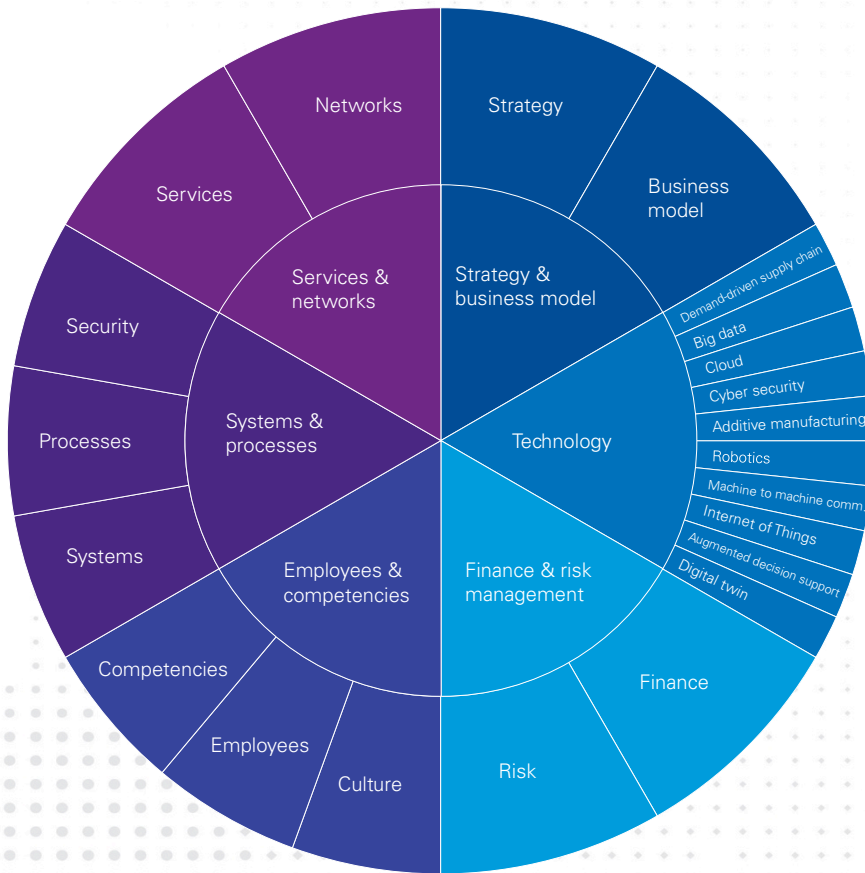 Networks
Strategy
Services
Business
model
Services &
networks
Strategy &
business model
Security
Processes
Systems
Systems &
processes
Technology
Demand-driven supply chain
Big data
Cloud
Cyber security
Additive manufacturing
Robotics
Machine to machine comm.
Internet of Things
Augmented decision support
Digital twin
Employees &
competencies
Finance & risk
management
Competencies
Employees
Culture
Risk
Finance